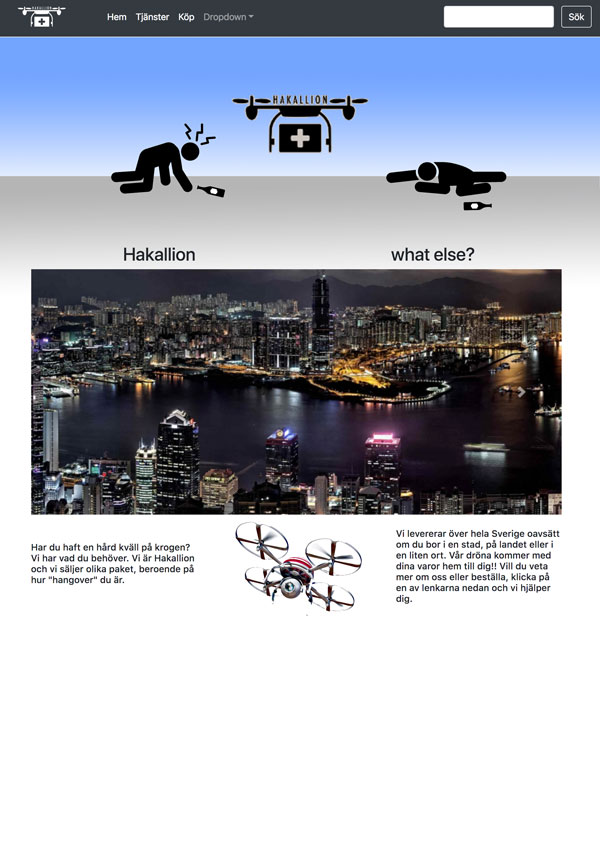 HAKALLION
Hem Tjänster Köp Dropdown
Sök
HAKALLION
Hakallion
what else?
Har du haft en hård kväll på krogen?
Vi har vad du behöver. Vi är Hakallion
och vi säljer olika paket, beroende på
hur "hangover" du är.
Vi levererar över hela Sverige oavsätt
om du bor i en stad, på landet eller i
en liten ort. Vår dröna kommer med
dina varor hem till dig!! Vill du veta
mer om oss eller beställa, klicka på
en av lenkarna nedan och vi hjälper
dig.